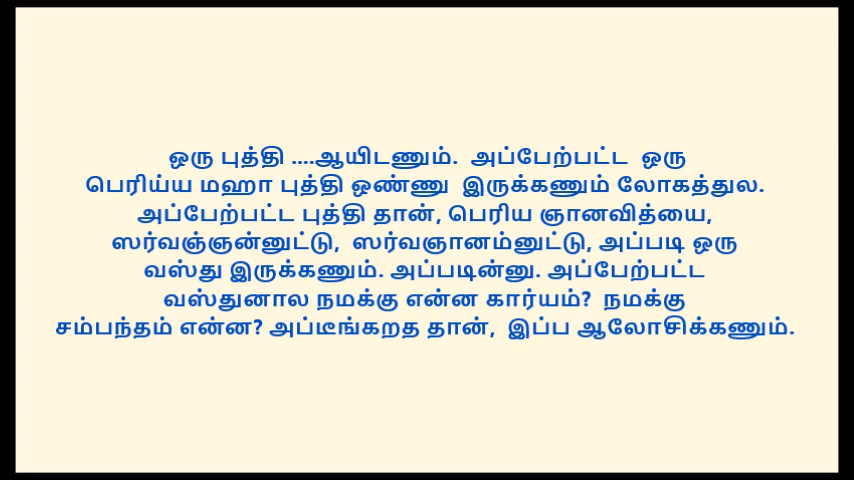 ஒரு புத்தி ....ஆயிடணும். அப்பேற்பட்ட ஒரு
பெரிய்ய மஹா புத்தி ஒண்ணு இருக்கணும் லோகத்துல.
அப்பேற்பட்ட புத்தி தான், பெரிய ஞானவித்யை,
ஸர்வஞ்ஞன்னுட்டு, ஸர்வஞானம்னுட்டு, அப்படி ஒரு
வஸ்து இருக்கணும். அப்படின்னு. அப்பேற்பட்ட
வஸ்துனால நமக்கு என்ன கார்யம்? நமக்கு
சம்பந்தம் என்ன? அப்டீங்கறத தான், இப்ப ஆலோசிக்கணும்.